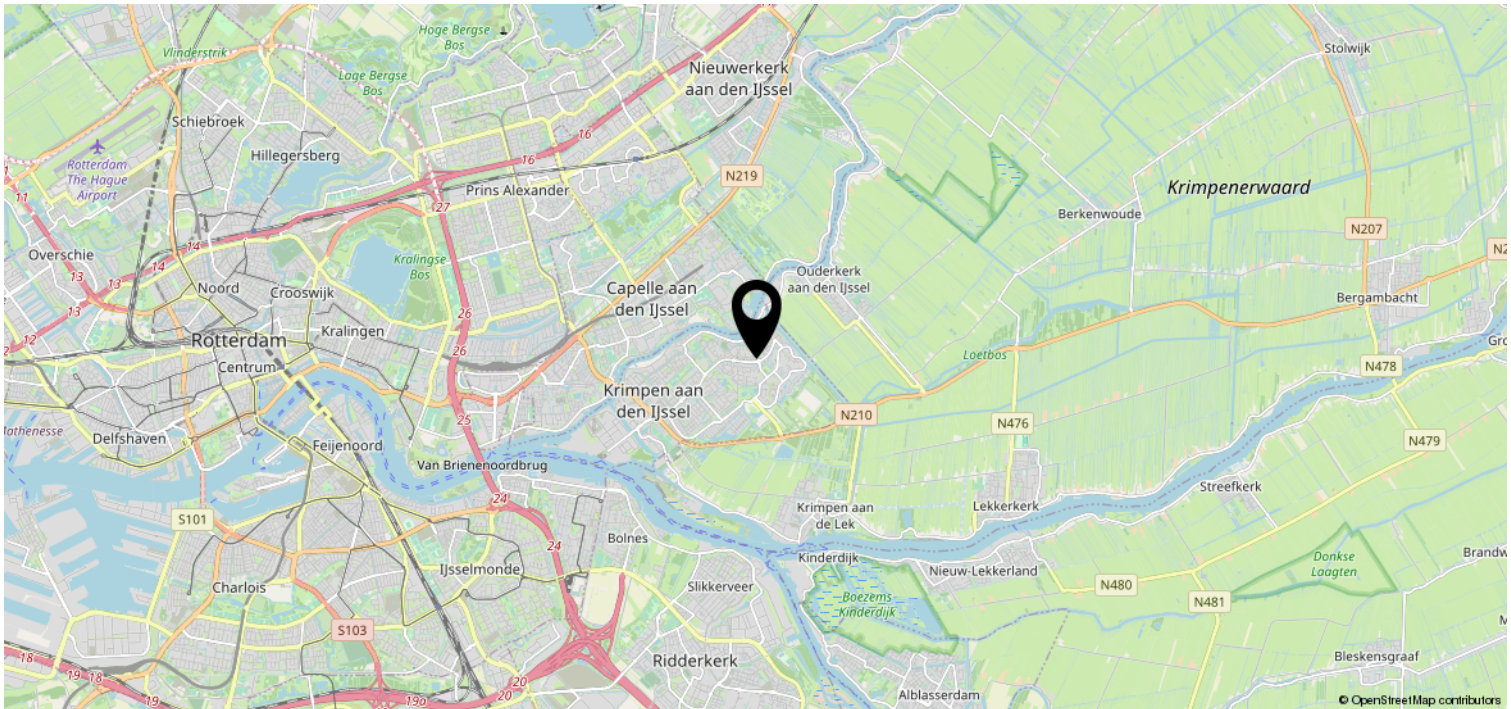 Hoge Bergse
Bos
Vlinderstrik
Stolwijk
Lage Bergse
Bos
Nieuwerkerk
aan den IJssel
Schiebroek
16
Hillegersberg
16
Rotterdam
The Hague
Airport
Prins Alexander
N219
Krimpenerwaard
11
27
Berkenwoude
N207
14
Overschie
13
14
13
13
Kralingse
Bos
Ouderkerk
aan den IJssel
Noord
Crooswijk
Capelle aan
den IJssel
Bergambacht
26
12
Kralingen
Rotterdam
26
Centrum
Loetbos
N478
Krimpen aan
den IJssel
N210
25
N476
Delfshaven
Feijenoord
N479
Van Brienenoordbrug
24
Streefkerk
S101
Krimpen aan
de Lek
Lekkerkerk
24
Bolnes
Kinderdijk
Donkse
Laagten
IJsselmonde
Nieuw-Lekkerland
Charlois
Slikkerveer
N480
Boezems
Kinderdijk
N481
S103
18
19
18
Ridderkerk
Bleskensgraaf
20
19a
20
Alblasserdam
© OpenStreetMap contributors